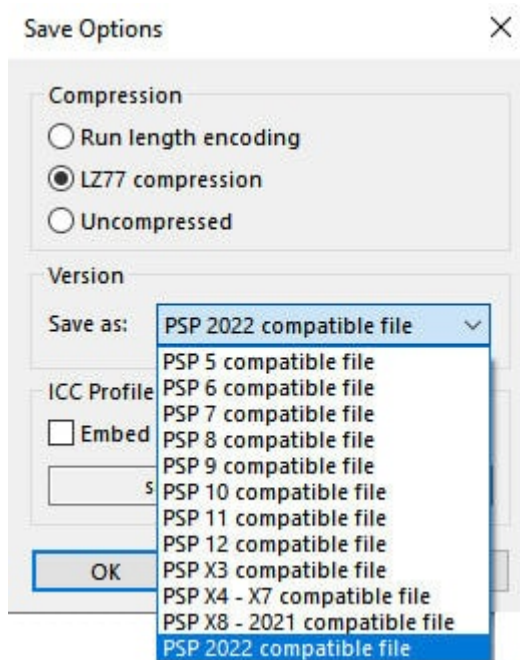 Save Options
Compression
Run length encoding
LZ77 compression
Uncompressed
Version
Save as: PSP 2022 compatible file
PSP 5 compatible file
PSP 6 compatible file
ICC Profile
PSP 7 compatible file
PSP 8 compatible file
Embed
PSP 9 compatible file
PSP 10 compatible file
PSP 11 compatible file
PSP 12 compatible file
PSP X3 compatible file
OK
PSP X4 - X7 compatible file
PSP X8 - 2021 compatible file
PSP 2022 compatible file